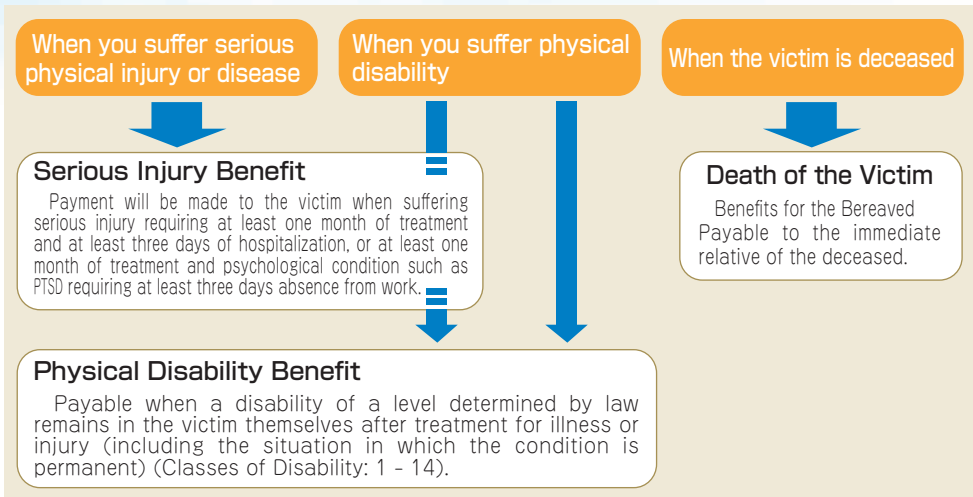 When you suffer serious
physical injury or disease
When you suffer physical
disability
When the victim is deceased
Serious Injury Benefit
Payment will be made to the victim when suffering
serious injury requiring at least one month of treatment
and at least three days of hospitalization, or at least one
month of treatment and psychological condition such as
PTSD requiring at least three days absence from work.
Death of the Victim
Benefits for the Bereaved
Payable to the immediate
relative of the deceased.
Physical Disability Benefit
Payable when a disability of a level determined by law
remains in the victim themselves after treatment for illness or
injury (including the situation in which the condition is
permanent) (Classes of Disability: 1 - 14).